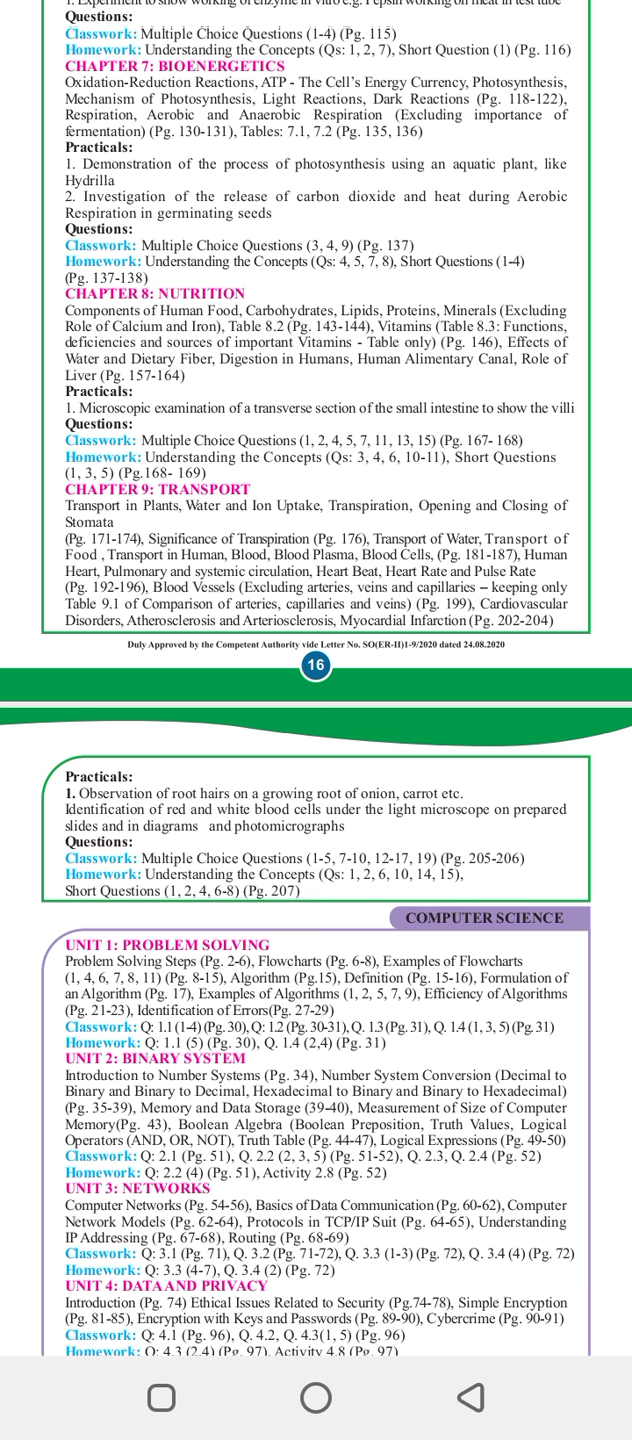 1. Experiment to show working of enzyme in vitro e.g. Pepsin working on meat in test tube
Questions:
Classwork: Multiple Choice Questions (1-4) (Pg. 115)
Homework: Understanding the Concepts (Qs: 1, 2, 7), Short Question (1) (Pg. 116)
CHAPTER 7: BIOENERGETICS
Oxidation-Reduction Reactions, ATP - The Cell's Energy Currency, Photosynthesis,
Mechanism of Photosynthesis, Light Reactions, Dark Reactions (Pg. 118-122),
Respiration, Aerobic and Anaerobic Respiration (Excluding importance of
fermentation) (Pg. 130-131), Tables: 7.1, 7.2 (Pg. 135, 136)
Practicals:
1. Demonstration of the process of photosynthesis using an aquatic plant, like
Hydrilla
2. Investigation of the release of carbon dioxide and heat during Aerobic
Respiration in germinating seeds
Questions:
Classwork: Multiple Choice Questions (3, 4, 9) (Pg. 137)
Homework: Understanding the Concepts (Qs: 4, 5, 7, 8), Short Questions (1-4)
(Pg. 137-138)
CHAPTER 8: NUTRITION
Components of Human Food, Carbohydrates, Lipids, Proteins, Minerals (Excluding
Role of Calcium and Iron), Table 8.2 (Pg. 143-144), Vitamins (Table 8.3: Functions,
deficiencies and sources of important Vitamins - Table only) (Pg. 146), Effects of
Water and Dietary Fiber, Digestion in Humans, Human Alimentary Canal, Role of
Liver (Pg. 157-164)
Practicals:
1. Microscopic examination of a transverse section of the small intestine to show the villi
Questions:
Classwork: Multiple Choice Questions (1, 2, 4, 5, 7, 11, 13, 15) (Pg. 167- 168)
Homework: Understanding the Concepts (Qs: 3, 4, 6, 10-11), Short Questions
(1, 3, 5) (Pg.168- 169)
CHAPTER 9: TRANSPORT
Transport in Plants, Water and Ion Uptake, Transpiration, Opening and Closing of
Stomata
(Pg. 171-174), Significance of Transpiration (Pg. 176), Transport of Water, Transport of
Food , Transport in Human, Blood, Blood Plasma, Blood Cells, (Pg. 181-187), Human
Heart, Pulmonary and systemic circulation, Heart Beat, Heart Rate and Pulse Rate
(Pg. 192-196), Blood Vessels (Excluding arteries, veins and capillaries – keeping only
Table 9.1 of Comparison of arteries, capillaries and veins) (Pg. 199), Cardiovascular
Disorders, Atherosclerosis and Arteriosclerosis, Myocardial Infarction (Pg. 202-204)
Duly Approved by the Competent Authority vide Letter No. SO(ER-II)1-9/2020 dated 24.08.2020
16
Practicals:
1. Observation of root hairs on a growing root of onion, carrot etc.
Identification of red and white blood cells under the light microscope on prepared
slides and in diagrams and photomicrographs
Questions:
Classwork: Multiple Choice Questions (1-5, 7-10, 12-17, 19) (Pg. 205-206)
Homework: Understanding the Concepts (Qs: 1, 2, 6, 10, 14, 15),
Short Questions (1, 2, 4, 6-8) (Pg. 207)
COMPUTER SCIENCE
UNIT 1: PROBLEM SOLVING
Problem Solving Steps (Pg. 2-6), Flowcharts (Pg. 6-8), Examples of Flowcharts
(1, 4, 6, 7, 8, 11) (Pg. 8-15), Algorithm (Pg.15), Definition (Pg. 15-16), Formulation of
an Algorithm (Pg. 17), Examples of Algorithms (1, 2, 5, 7, 9), Efficiency of Algorithms
(Pg. 21-23), Identification of Errors(Pg. 27-29)
Classwork: Q: 1.1 (1-4) (Pg. 30), Q: 1.2 (Pg. 30-31), Q. 1.3 (Pg. 31), Q. 1.4 (1, 3, 5) (Pg. 31)
Homework: Q: 1.1 (5) (Pg. 30), Q. 1.4 (2,4) (Pg. 31)
UNIT 2: BINARY SYSTEM
Introduction to Number Systems (Pg. 34), Number System Conversion (Decimal to
Binary and Binary to Decimal, Hexadecimal to Binary and Binary to Hexadecimal)
(Pg. 35-39), Memory and Data Storage (39-40), Measurement of Size of Computer
Memory(Pg. 43), Boolean Algebra (Boolean Preposition, Truth Values, Logical
Operators (AND, OR, NOT), Truth Table (Pg. 44-47), Logical Expressions (Pg. 49-50)
Classwork: Q: 2.1 (Pg. 51), Q. 2.2 (2, 3, 5) (Pg. 51-52), Q. 2.3, Q. 2.4 (Pg. 52)
Homework: Q: 2.2 (4) (Pg. 51), Activity 2.8 (Pg. 52)
UNIT 3: NETWORKS
Computer Networks (Pg. 54-56), Basics of Data Communication (Pg. 60-62), Computer
Network Models (Pg. 62-64), Protocols in TCP/IP Suit (Pg. 64-65), Understanding
IP Addressing (Pg. 67-68), Routing (Pg. 68-69)
Classwork: Q: 3.1 (Pg. 71), Q. 3.2 (Pg. 71-72), Q. 3.3 (1-3) (Pg. 72), Q. 3.4 (4) (Pg. 72)
Homework: Q: 3.3 (4-7), Q. 3.4 (2) (Pg. 72)
UNIT 4: DATA AND PRIVACY
Introduction (Pg. 74) Ethical Issues Related to Security (Pg.74-78), Simple Encryption
(Pg. 81-85), Encryption with Keys and Passwords (Pg. 89-90), Cybercrime (Pg. 90-91)
Classwork: Q: 4.1 (Pg. 96), Q. 4.2, Q. 4.3(1, 5) (Pg. 96)
Homework: Q: 4.3 (2,4) (Pg. 97), Activity 4.8 (Pg. 97)